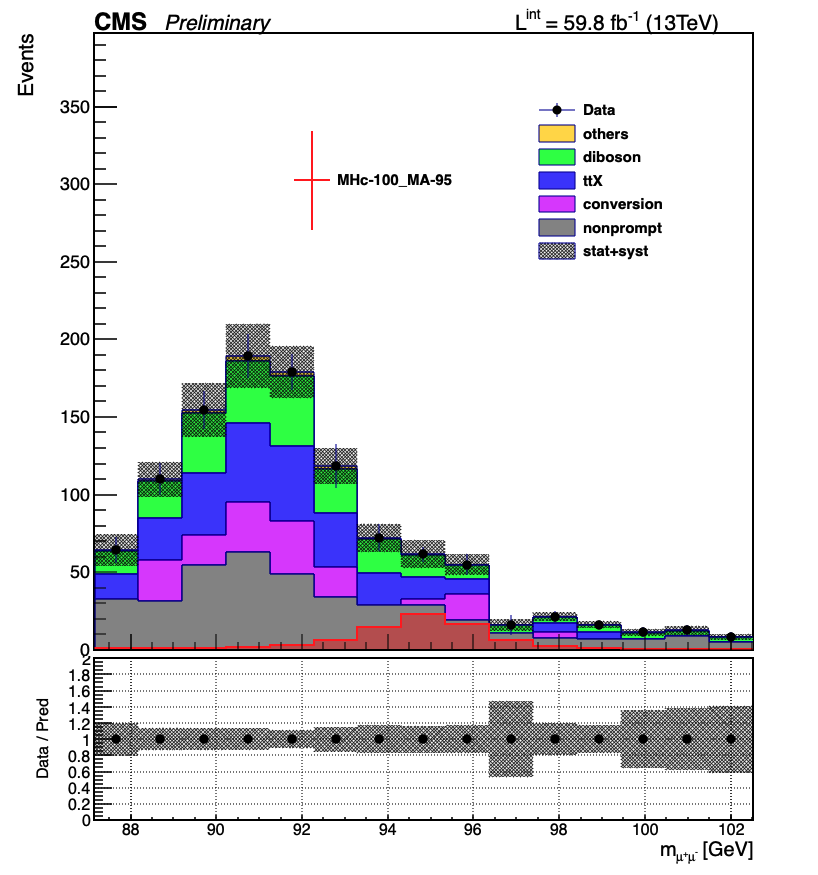 CMS Preliminary L^int = 59.8 fb^-1 (13TeV)
Events
350
300
250
200
150
100
50
0
MHc-100_MA-95
Data
others
diboson
ttX
conversion
nonprompt
stat+syst
Data / Pred
2
1.8
1.6
1.4
1.2
1
0.8
0.6
0.4
0.2
0
88 90 92 94 96 98 100 102
m_μ⁺μ⁻ [GeV]